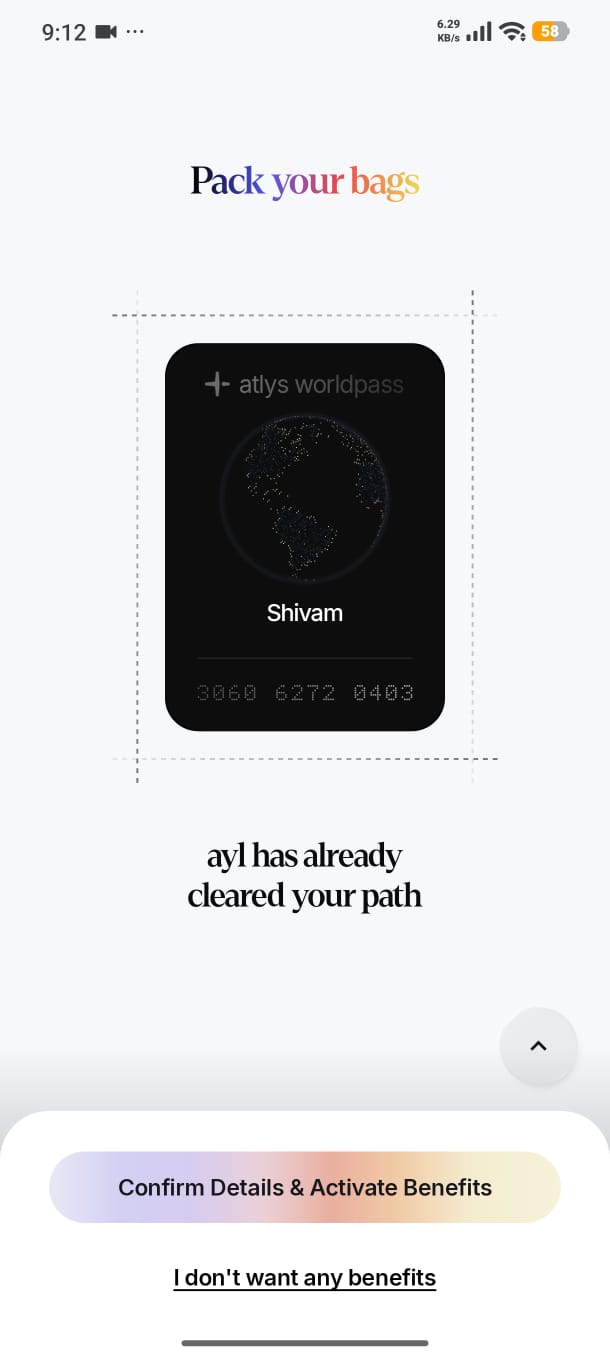 9:12
6.29
KB/s
58
Pack your bags
atlys worldpass
Shivam
3060 6272 0403
ayl has already
cleared your path
Confirm Details & Activate Benefits
I don't want any benefits